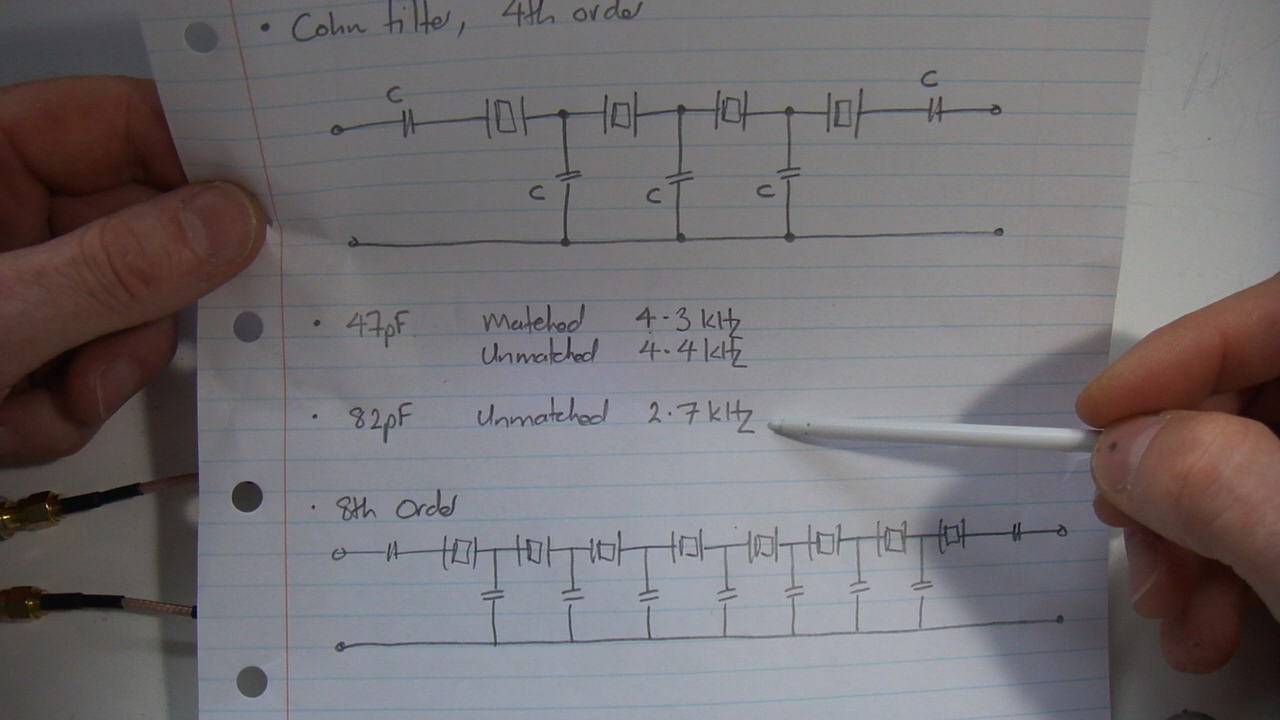 • Cohn filter, 4th order
C
C
C
C
C
• 47pF Matched 4.3 kHz
Unmatched 4.4 kHz
• 82pF Unmatched 2.7 kHz
• 8th Order